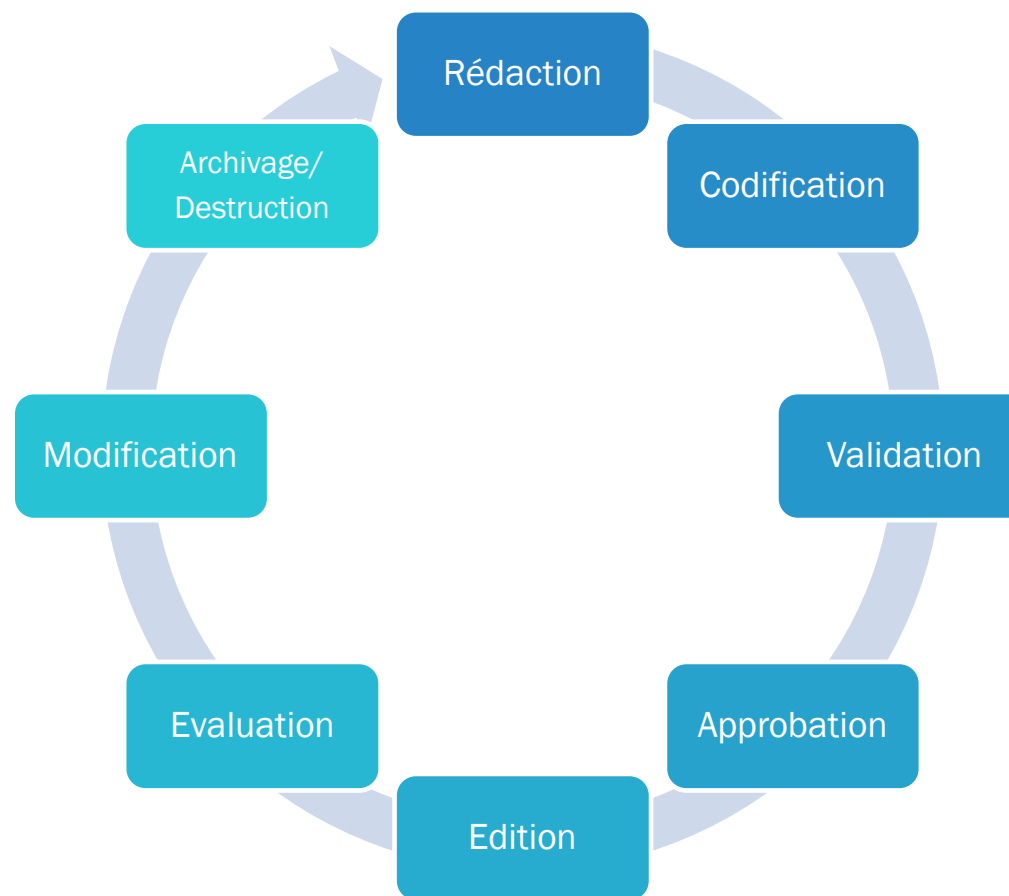 Rédaction
Codification
Validation
Approbation
Edition
Evaluation
Modification
Archivage/
Destruction